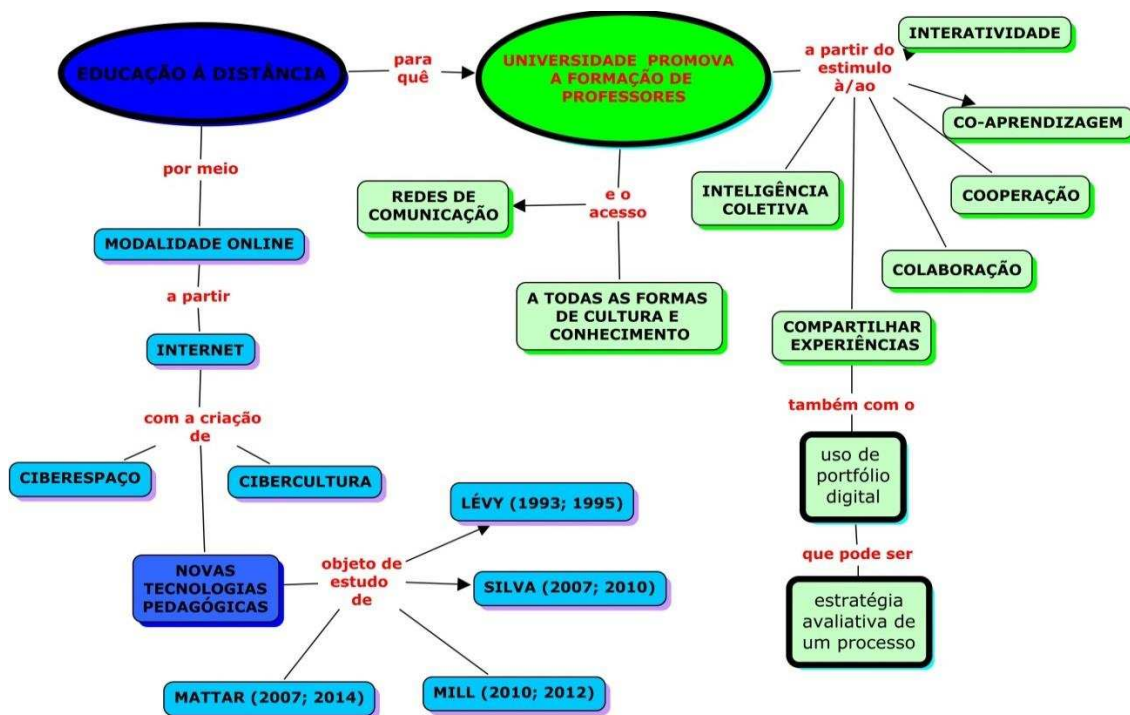 EDUCAÇÃO À DISTÂNCIA
para
quê
UNIVERSIDADE PROMOVA
A FORMAÇÃO DE
PROFESSORES
a partir do
estimulo
à/ao
INTERATIVIDADE
CO-APRENDIZAGEM
COOPERAÇÃO
COLABORAÇÃO
INTELIGÊNCIA
COLETIVA
COMPARTILHAR
EXPERIÊNCIAS
também com o
uso de
portfólio
digital
que pode ser
estratégia
avaliativa de
um processo
e o
acesso
REDES DE
COMUNICAÇÃO
A TODAS AS FORMAS
DE CULTURA E
CONHECIMENTO
por meio
MODALIDADE ONLINE
a partir
INTERNET
com a criação
de
CIBERESPAÇO
CIBERCULTURA
NOVAS
TECNOLOGIAS
PEDAGÓGICAS
objeto de
estudo
de
LÉVY (1993; 1995)
SILVA (2007; 2010)
MILL (2010; 2012)
MATTAR (2007; 2014)